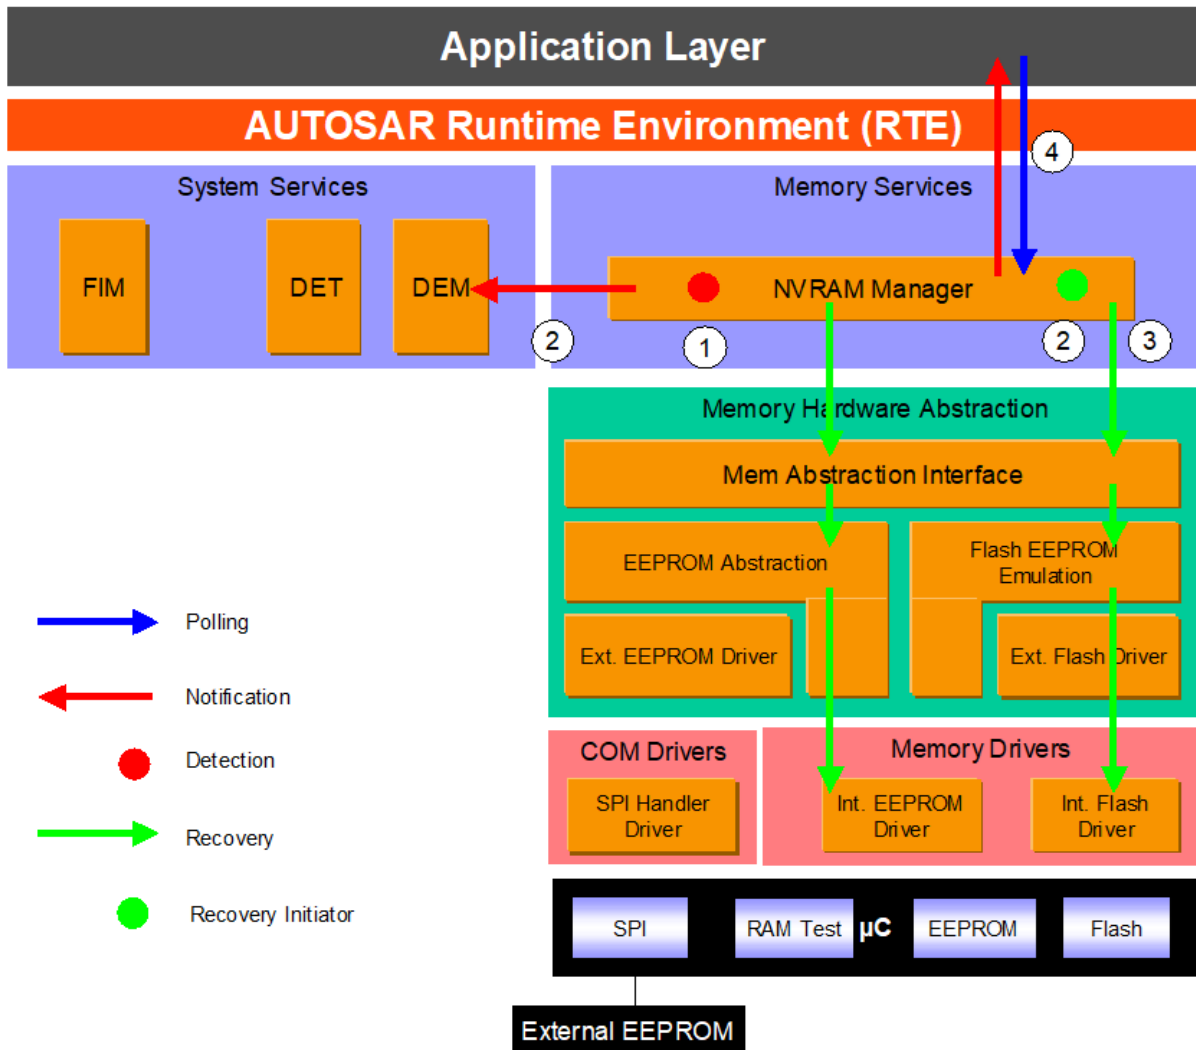 Application Layer
AUTOSAR Runtime Environment (RTE)
4
System Services
Memory Services
FIM
DET
DEM
NVRAM Manager
2
1
2
3
Memory Hardware Abstraction
Mem Abstraction Interface
EEPROM Abstraction
Flash EEPROM
Emulation
Ext. EEPROM Driver
Ext. Flash Driver
Polling
Notification
Detection
Recovery
Recovery Initiator
COM Drivers
Memory Drivers
SPI Handler
Driver
Int. EEPROM
Driver
Int. Flash
Driver
SPI
RAM Test
µC
EEPROM
Flash
External EEPROM